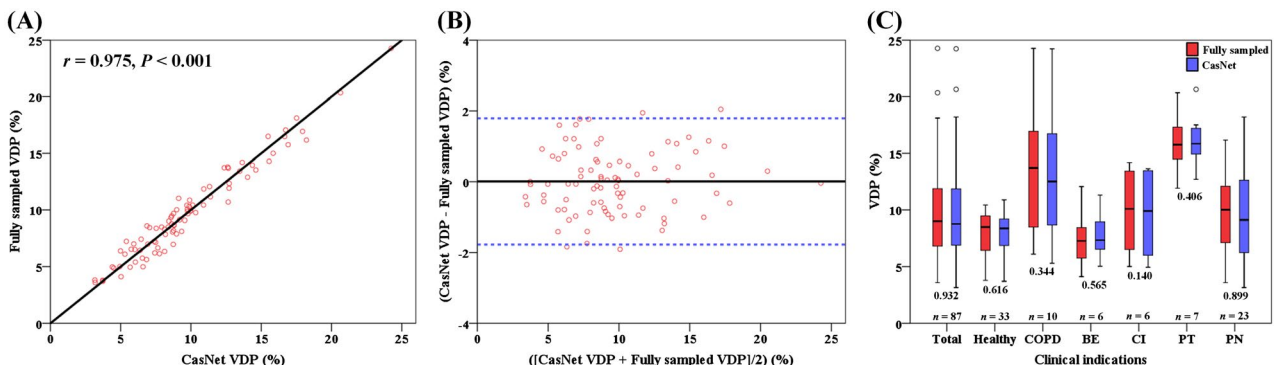 (A)
r = 0.975, P < 0.001
25
20
15
10
5
0
Fully sampled VDP (%)
0 5 10 15 20 25
CasNet VDP (%)
(B)
4
2
0
-2
-4
(CasNet VDP - Fully sampled VDP) (%)
0 5 10 15 20 25
([CasNet VDP + Fully sampled VDP]/2) (%)
(C)
Fully sampled
CasNet
25
20
15
10
5
0
VDP (%)
0.932 0.616 0.344 0.565 0.140 0.406 0.899
n = 87 n = 33 n = 10 n = 6 n = 6 n = 7 n = 23
Total Healthy COPD BE CI PT PN
Clinical indications